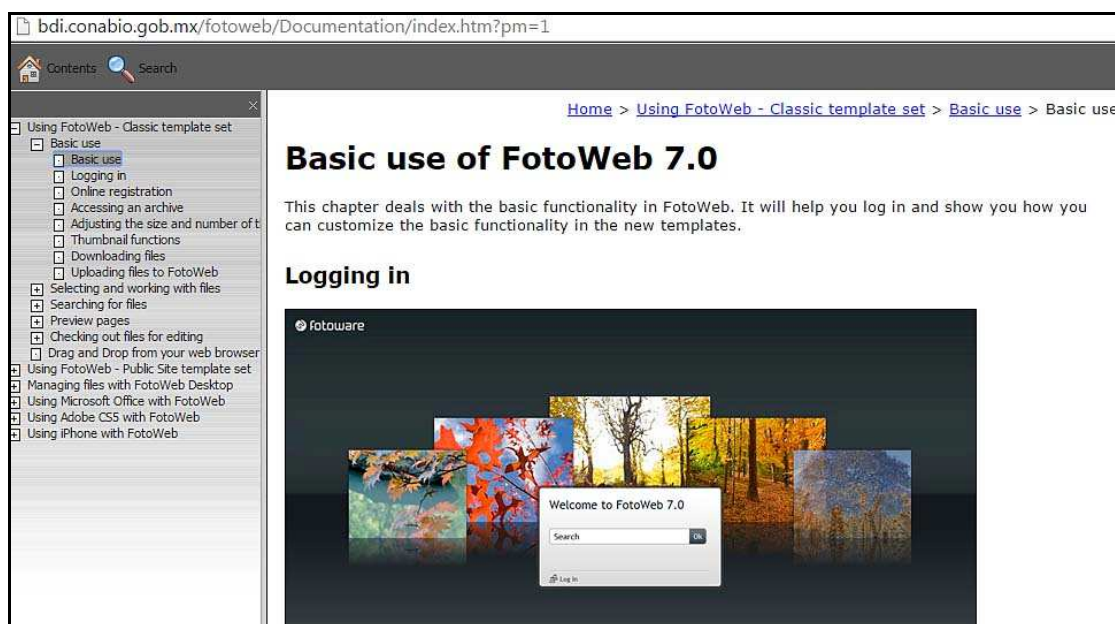 bdi.conabio.gob.mx/fotoweb/Documentation/index.htm?pm=1
Contents Search
Using FotoWeb - Classic template set
Basic use
Basic use
Logging in
Online registration
Accessing an archive
Adjusting the size and number of t
Thumbnail functions
Downloading files
Uploading files to FotoWeb
Selecting and working with files
Searching for files
Preview pages
Checking out files for editing
Drag and Drop from your web browser
Using FotoWeb - Public Site template set
Managing files with FotoWeb Desktop
Using Microsoft Office with FotoWeb
Using Adobe CS5 with FotoWeb
Using iPhone with FotoWeb
Home > Using FotoWeb - Classic template set > Basic use > Basic use
Basic use of FotoWeb 7.0
This chapter deals with the basic functionality in FotoWeb. It will help you log in and show you how you
can customize the basic functionality in the new templates.
Logging in
Fotoware
Welcome to FotoWeb 7.0
Search Ok
Log In